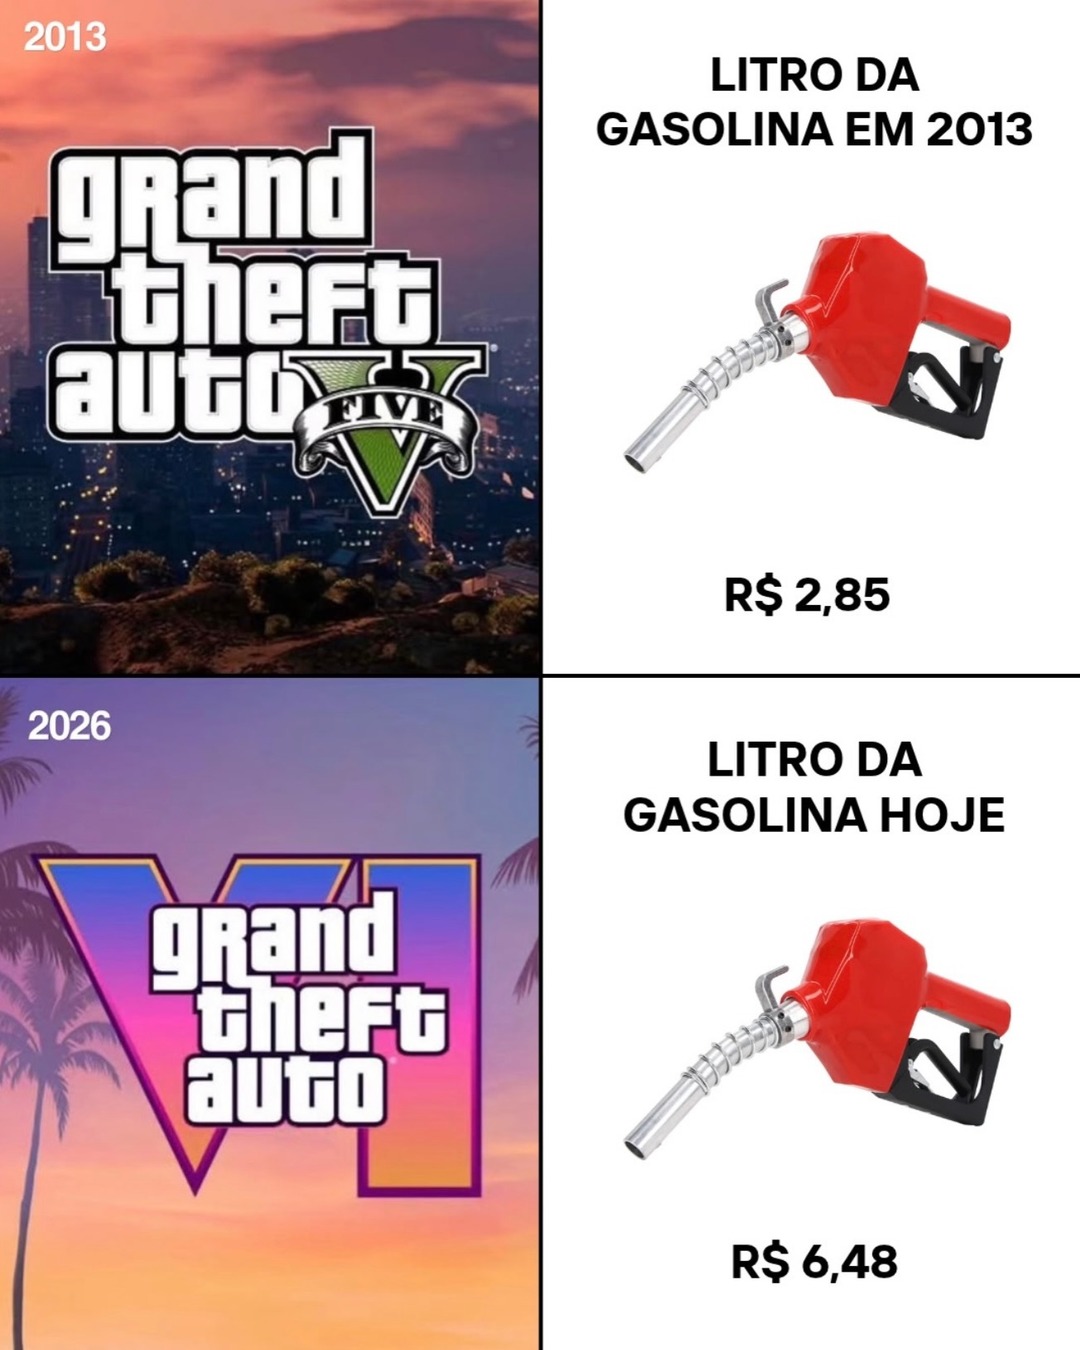 2013
grand
theft
auto V
FIVE
LITRO DA
GASOLINA EM 2013
R$ 2,85
2026
VI
grand
theft
auto
LITRO DA
GASOLINA HOJE
R$ 6,48